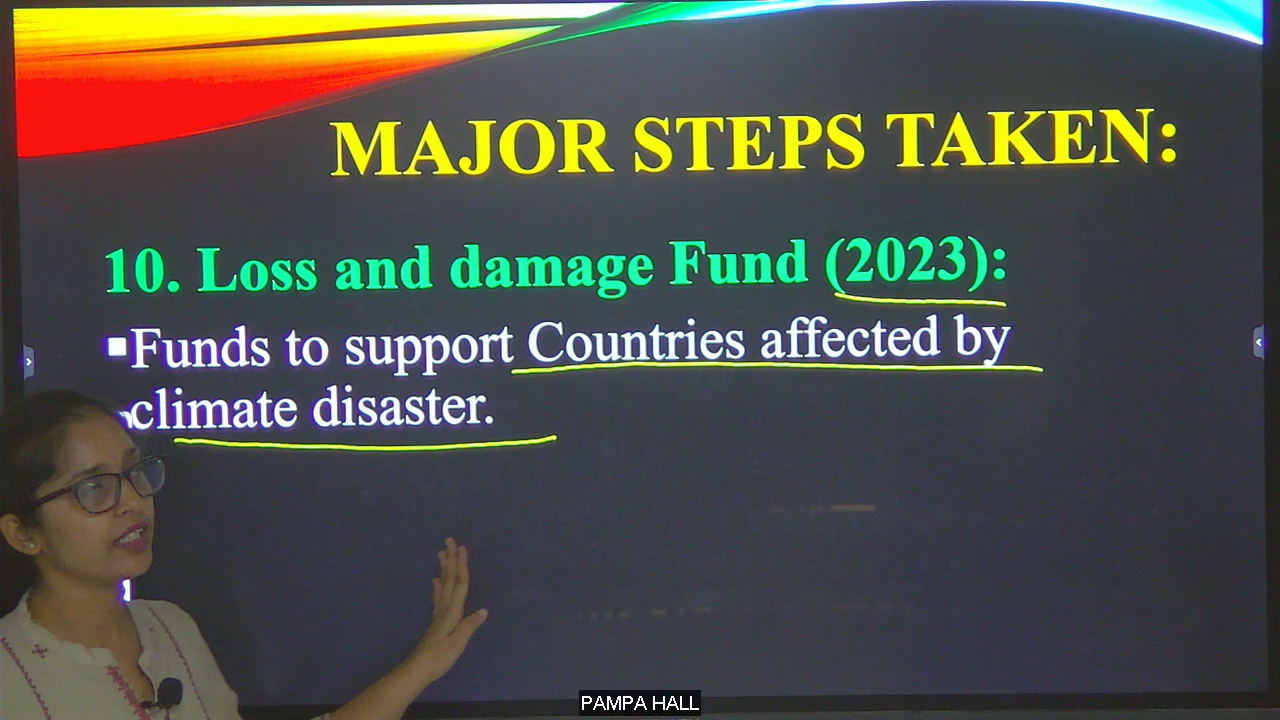 MAJOR STEPS TAKEN:
10. Loss and damage Fund (2023):
▪Funds to support Countries affected by
climate disaster.
PAMPA HALL